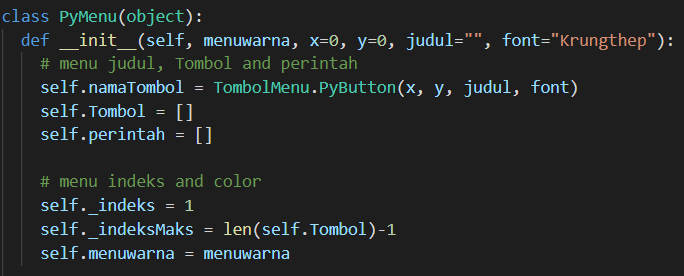 class PyMenu(object):
def __init__(self, menuwarna, x=0, y=0, judul="", font="Krungthep"):
# menu judul, Tombol and perintah
self.namaTombol = TombolMenu.PyButton(x, y, judul, font)
self.Tombol = []
self.perintah = []
# menu indeks and color
self._indeks = 1
self._indeksMaks = len(self.Tombol)-1
self.menuwarna = menuwarna